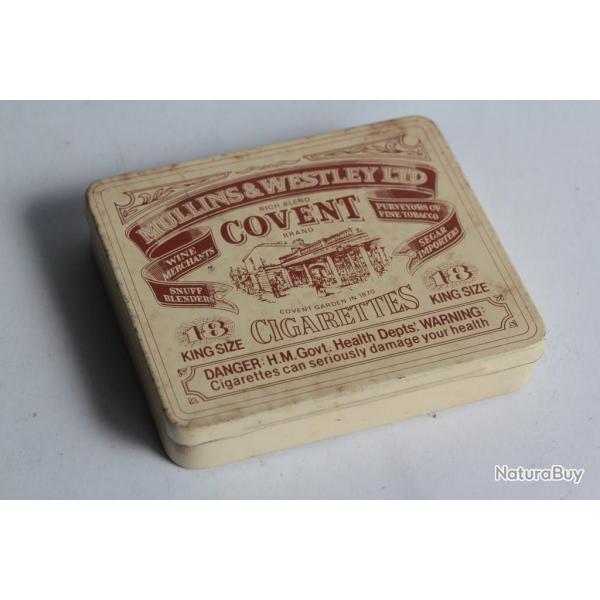 MULLINS & WESTLEY LTD
RICH BLEND
COVENT
BRAND
WINE
MERCHANTS
SNUFF
BLENDERS
PURVEYORS OF
FINE TOBACCO
SEGAR
IMPORTERS
COVENT GARDEN IN 1870
CIGARETTES
18
KING SIZE
18
KING SIZE
DANGER: H.M. Govt. Health Depts'. WARNING:
Cigarettes can seriously damage your health
NaturaBuy